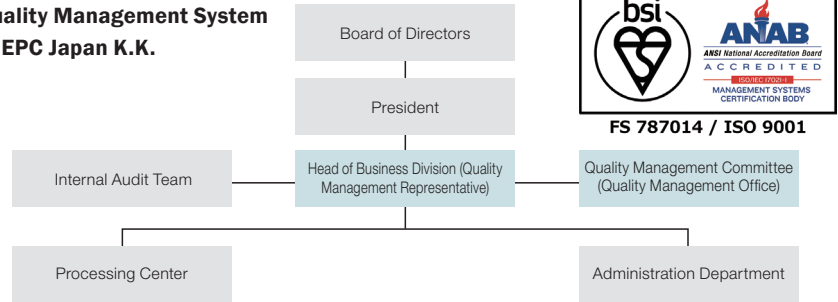 uality Management System
EPC Japan K.K.
Board of Directors
President
Head of Business Division (Quality
Management Representative)
Internal Audit Team
Quality Management Committee
(Quality Management Office)
Processing Center
Administration Department
bsi
ANAB
ANSI National Accreditation Board
ACCREDITED
ISO/IEC 17021-1
MANAGEMENT SYSTEMS
CERTIFICATION BODY
FS 787014 / ISO 9001